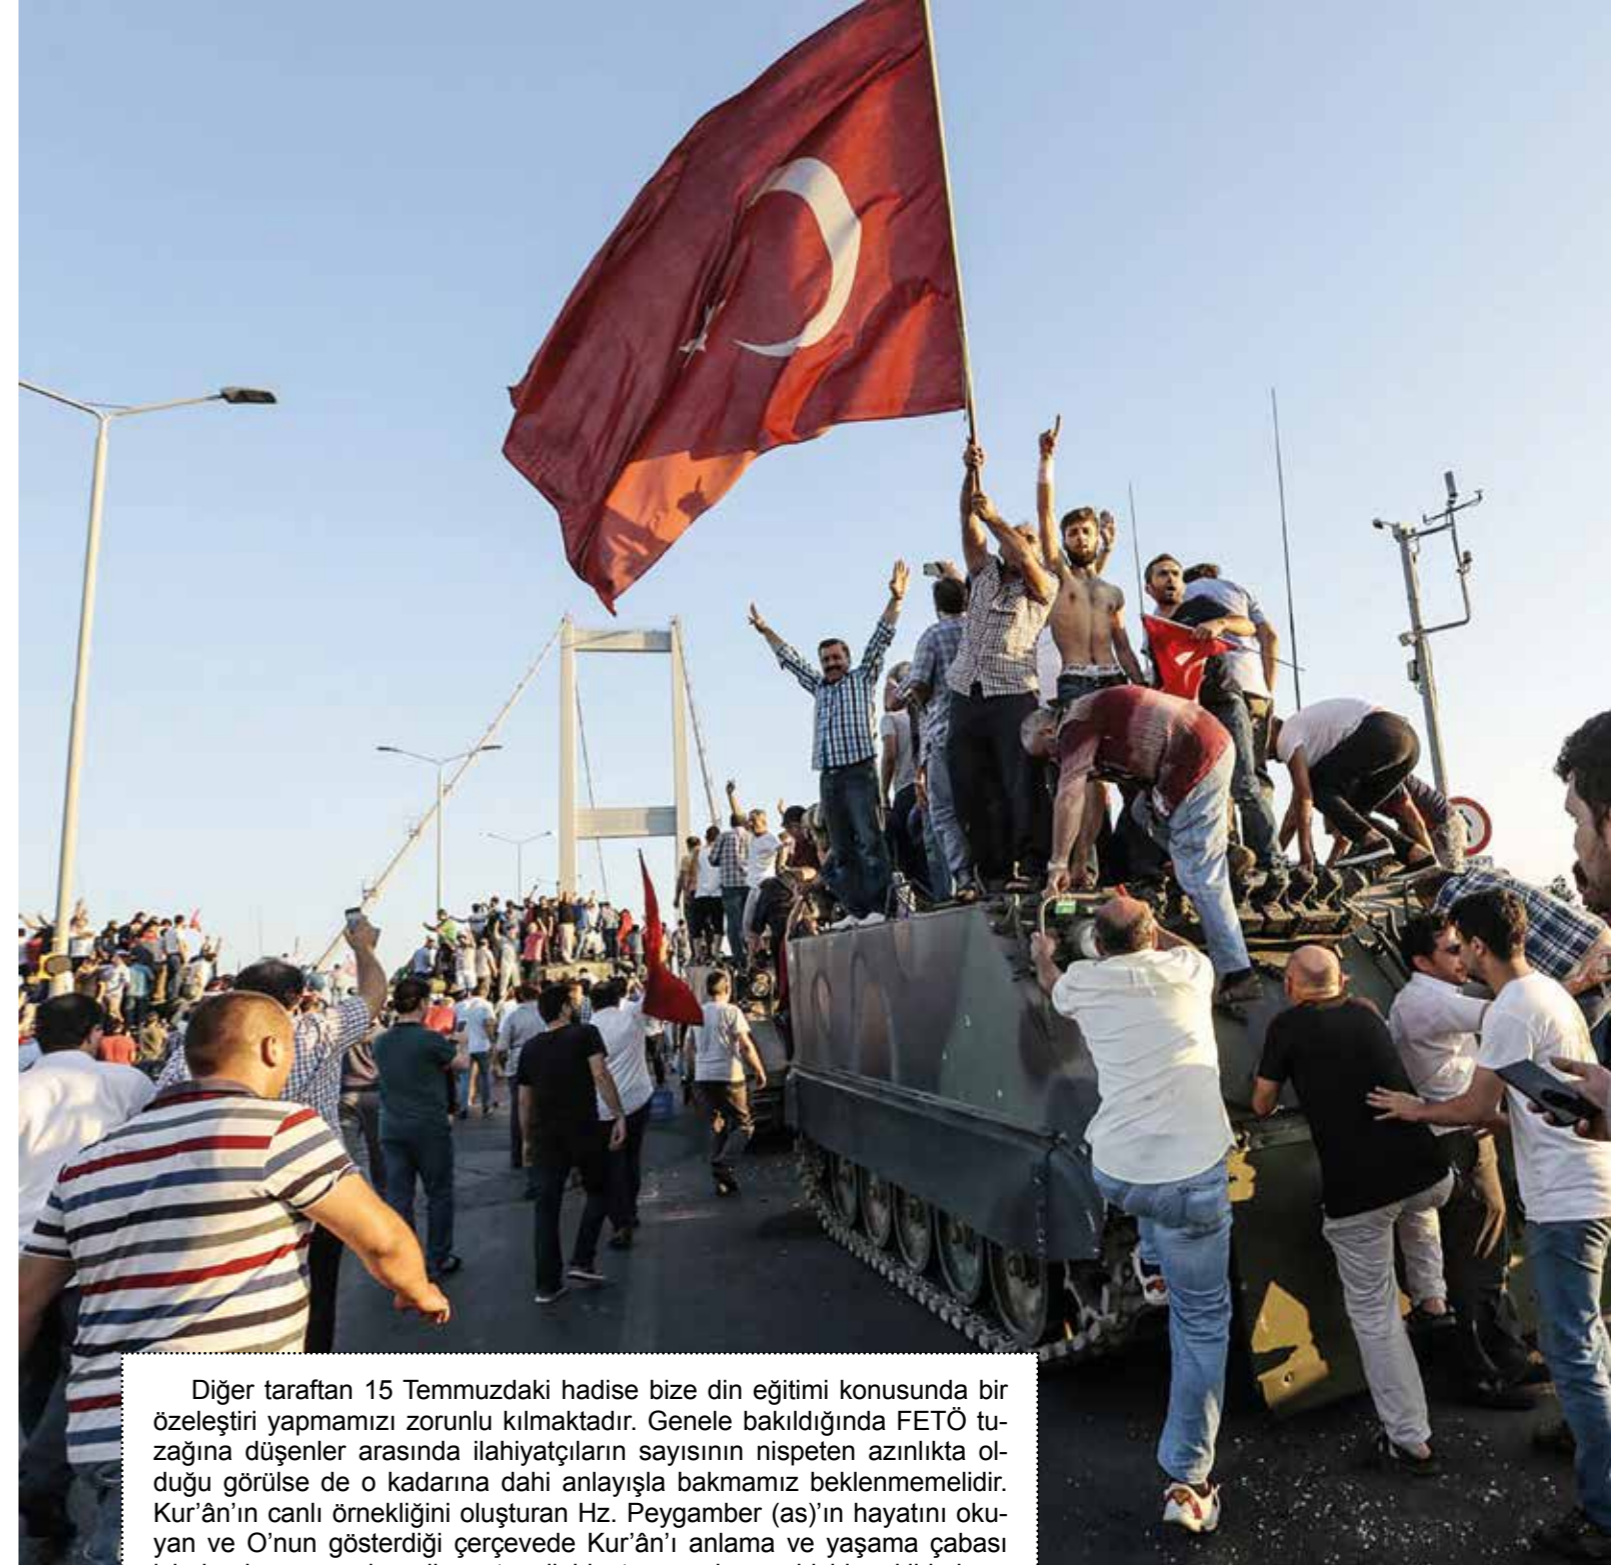 Diğer taraftan 15 Temmuzdaki hadise bize din eğitimi konusunda bir
özeleştiri yapmamızı zorunlu kılmaktadır. Genele bakıldığında FETÖ tu-
zağına düşenler arasında ilahiyatçıların sayısının nispeten azınlıkta ol-
duğu görülse de o kadarına dahi anlayışla bakmamız beklenmemelidir.
Kur’ân’ın canlı örnekliğini oluşturan Hz. Peygamber (as)’ın hayatını oku-
yan ve O’nun gösterdiği çerçevede Kur’ân’ı anlama ve yaşama çabası